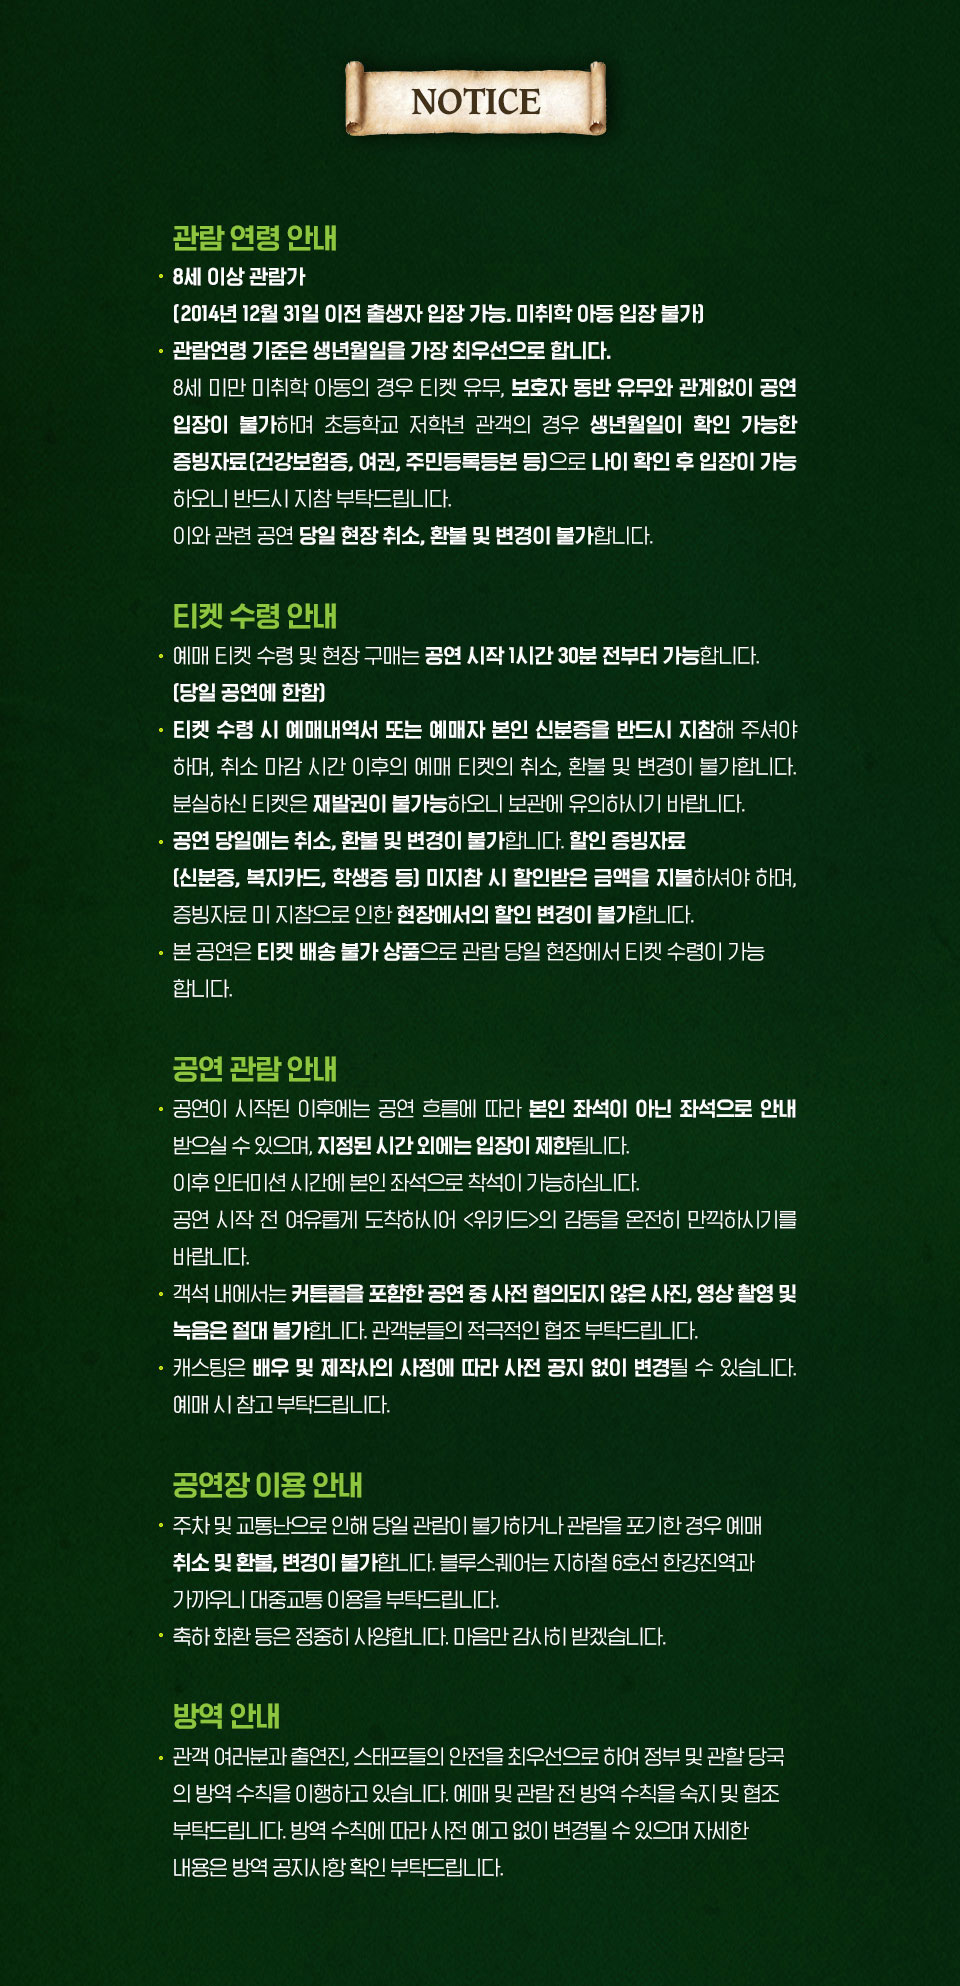 NOTICE
관람 연령 안내
• 8세 이상 관람가
(2014년 12월 31일 이전 출생자 입장 가능. 미취학 아동 입장 불가)
• 관람연령 기준은 생년월일을 가장 최우선으로 합니다.
8세 미만 미취학 아동의 경우 티켓 유무, 보호자 동반 유무와 관계없이 공연
입장이 불가하며 초등학교 저학년 관객의 경우 생년월일이 확인 가능한
증빙자료(건강보험증, 여권, 주민등록등본 등)으로 나이 확인 후 입장이 가능
하오니 반드시 지참 부탁드립니다.
이와 관련 공연 당일 현장 취소, 환불 및 변경이 불가합니다.
티켓 수령 안내
• 예매 티켓 수령 및 현장 구매는 공연 시작 1시간 30분 전부터 가능합니다.
(당일 공연에 한함)
• 티켓 수령 시 예매내역서 또는 예매자 본인 신분증을 반드시 지참해 주셔야
하며, 취소 마감 시간 이후의 예매 티켓의 취소, 환불 및 변경이 불가합니다.
분실하신 티켓은 재발권이 불가능하오니 보관에 유의하시기 바랍니다.
• 공연 당일에는 취소, 환불 및 변경이 불가합니다. 할인 증빙자료
(신분증, 복지카드, 학생증 등) 미지참 시 할인받은 금액을 지불하셔야 하며,
증빙자료 미 지참으로 인한 현장에서의 할인 변경이 불가합니다.
• 본 공연은 티켓 배송 불가 상품으로 관람 당일 현장에서 티켓 수령이 가능
합니다.
공연 관람 안내
• 공연이 시작된 이후에는 공연 흐름에 따라 본인 좌석이 아닌 좌석으로 안내
받으실 수 있으며, 지정된 시간 외에는 입장이 제한됩니다.
이후 인터미션 시간에 본인 좌석으로 착석이 가능하십니다.
공연 시작 전 여유롭게 도착하시어 <위키드>의 감동을 온전히 만끽하시기를
바랍니다.
• 객석 내에서는 커튼콜을 포함한 공연 중 사전 협의되지 않은 사진, 영상 촬영 및
녹음은 절대 불가합니다. 관객분들의 적극적인 협조 부탁드립니다.
• 캐스팅은 배우 및 제작사의 사정에 따라 사전 공지 없이 변경될 수 있습니다.
예매 시 참고 부탁드립니다.
공연장 이용 안내
• 주차 및 교통난으로 인해 당일 관람이 불가하거나 관람을 포기한 경우 예매
취소 및 환불, 변경이 불가합니다. 블루스퀘어는 지하철 6호선 한강진역과
가까우니 대중교통 이용을 부탁드립니다.
• 축하 화환 등은 정중히 사양합니다. 마음만 감사히 받겠습니다.
방역 안내
• 관객 여러분과 출연진, 스태프들의 안전을 최우선으로 하여 정부 및 관할 당국
의 방역 수칙을 이행하고 있습니다. 예매 및 관람 전 방역 수칙을 숙지 및 협조
부탁드립니다. 방역 수칙에 따라 사전 예고 없이 변경될 수 있으며 자세한
내용은 방역 공지사항 확인 부탁드립니다.